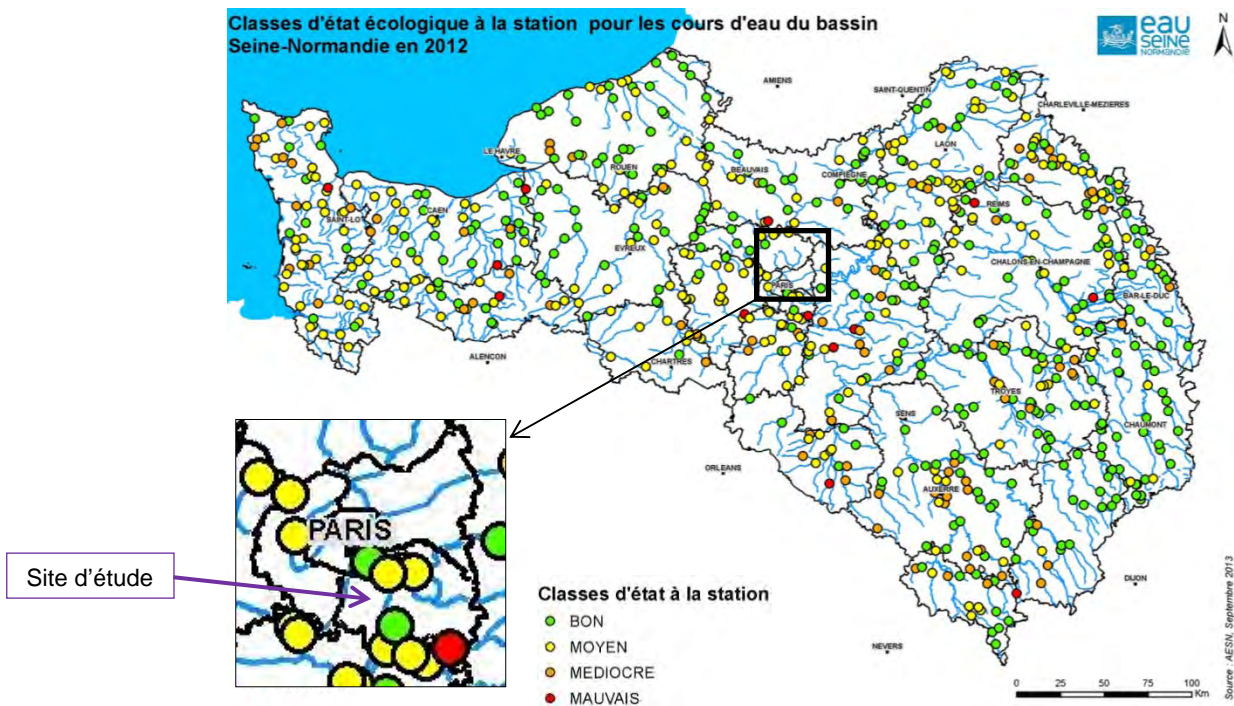 Classes d'état écologique à la station pour les cours d'eau du bassin
Seine-Normandie en 2012
eau
SEINE
NORMANDIE
N
AMIENS
SAINT-QUENTIN
CHARLEVILLE-MEZIERES
LAON
LE HAVRE
ROUEN
BEAUVAIS
COMPIEGNE
REIMS
SAINT-LO
CAEN
EVREUX
CHALONS-EN-CHAMPAGNE
PARIS
BAR-LE-DUC
ALENCON
CHARTRES
TROYES
SENS
CHAUMONT
ORLEANS
AUXERRE
DIJON
NEVERS
PARIS
Site d'étude
Classes d'état à la station
BON
MOYEN
MEDIOCRE
MAUVAIS
0 25 50 75 100
Km
Source : AESN, Septembre 2013